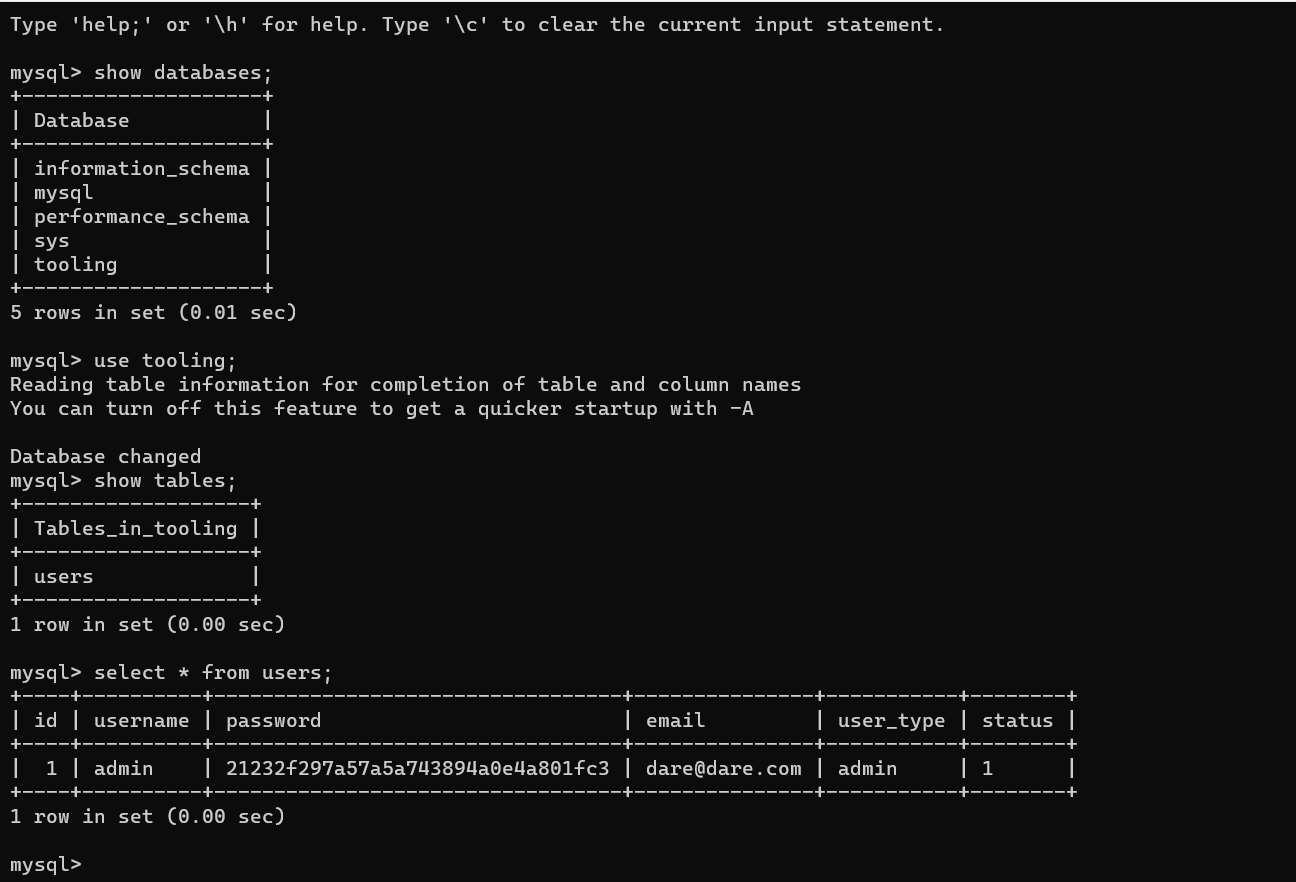 Type 'help;' or '\h' for help. Type '\c' to clear the current input statement.

mysql> show databases;
+--------------------+
| Database           |
+--------------------+
| information_schema |
| mysql              |
| performance_schema |
| sys                |
| tooling            |
+--------------------+
5 rows in set (0.01 sec)

mysql> use tooling;
Reading table information for completion of table and column names
You can turn off this feature to get a quicker startup with -A

Database changed
mysql> show tables;
+-------------------+
| Tables_in_tooling |
+-------------------+
| users             |
+-------------------+
1 row in set (0.00 sec)

mysql> select * from users;
+----+----------+----------------------------------+---------------+-----------+--------+
| id | username | password                         | email         | user_type | status |
+----+----------+----------------------------------+---------------+-----------+--------+
|  1 | admin    | 21232f297a57a5a743894a0e4a801fc3 | dare@dare.com | admin     | 1      |
+----+----------+----------------------------------+---------------+-----------+--------+
1 row in set (0.00 sec)

mysql>